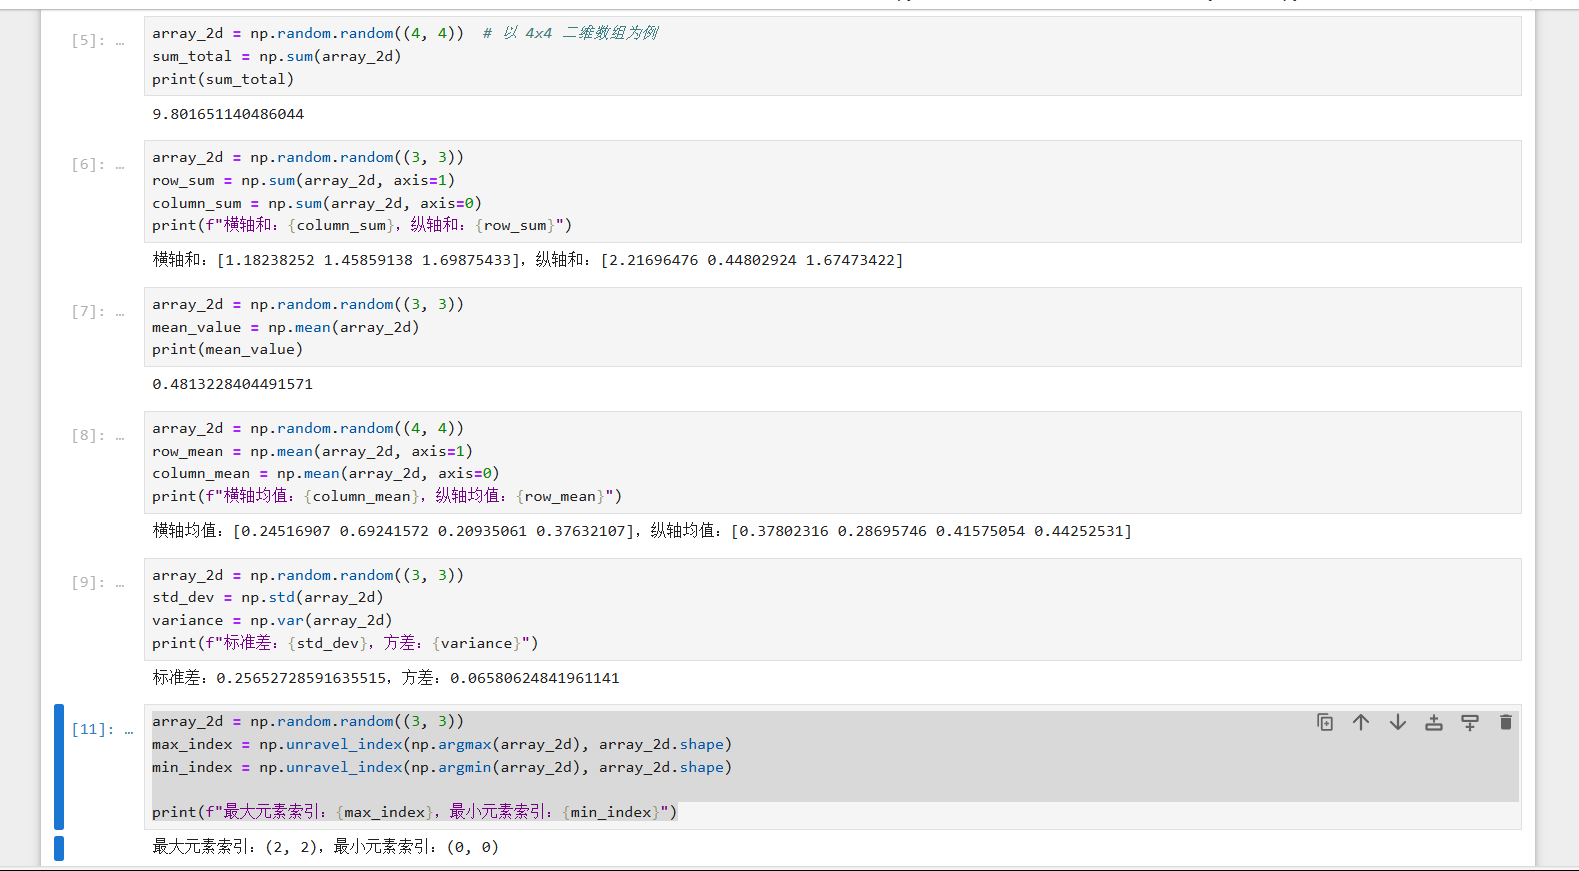 [5]: …
array_2d = np.random.random((4, 4))  # 以 4x4 二维数组为例
sum_total = np.sum(array_2d)
print(sum_total)
9.801651140486044
[6]: …
array_2d = np.random.random((3, 3))
row_sum = np.sum(array_2d, axis=1)
column_sum = np.sum(array_2d, axis=0)
print(f"横轴和：{column_sum}，纵轴和：{row_sum}")
横轴和：[1.18238252 1.45859138 1.69875433]，纵轴和：[2.21696476 0.44802924 1.67473422]
[7]: …
array_2d = np.random.random((3, 3))
mean_value = np.mean(array_2d)
print(mean_value)
0.4813228404491571
[8]: …
array_2d = np.random.random((4, 4))
row_mean = np.mean(array_2d, axis=1)
column_mean = np.mean(array_2d, axis=0)
print(f"横轴均值：{column_mean}，纵轴均值：{row_mean}")
横轴均值：[0.24516907 0.69241572 0.20935061 0.37632107]，纵轴均值：[0.37802316 0.28695746 0.41575054 0.44252531]
[9]: …
array_2d = np.random.random((3, 3))
std_dev = np.std(array_2d)
variance = np.var(array_2d)
print(f"标准差：{std_dev}，方差：{variance}")
标准差：0.25652728591635515，方差：0.06580624841961141
[11]: …
array_2d = np.random.random((3, 3))
max_index = np.unravel_index(np.argmax(array_2d), array_2d.shape)
min_index = np.unravel_index(np.argmin(array_2d), array_2d.shape)
print(f"最大元素索引：{max_index}，最小元素索引：{min_index}")
最大元素索引：(2, 2)，最小元素索引：(0, 0)